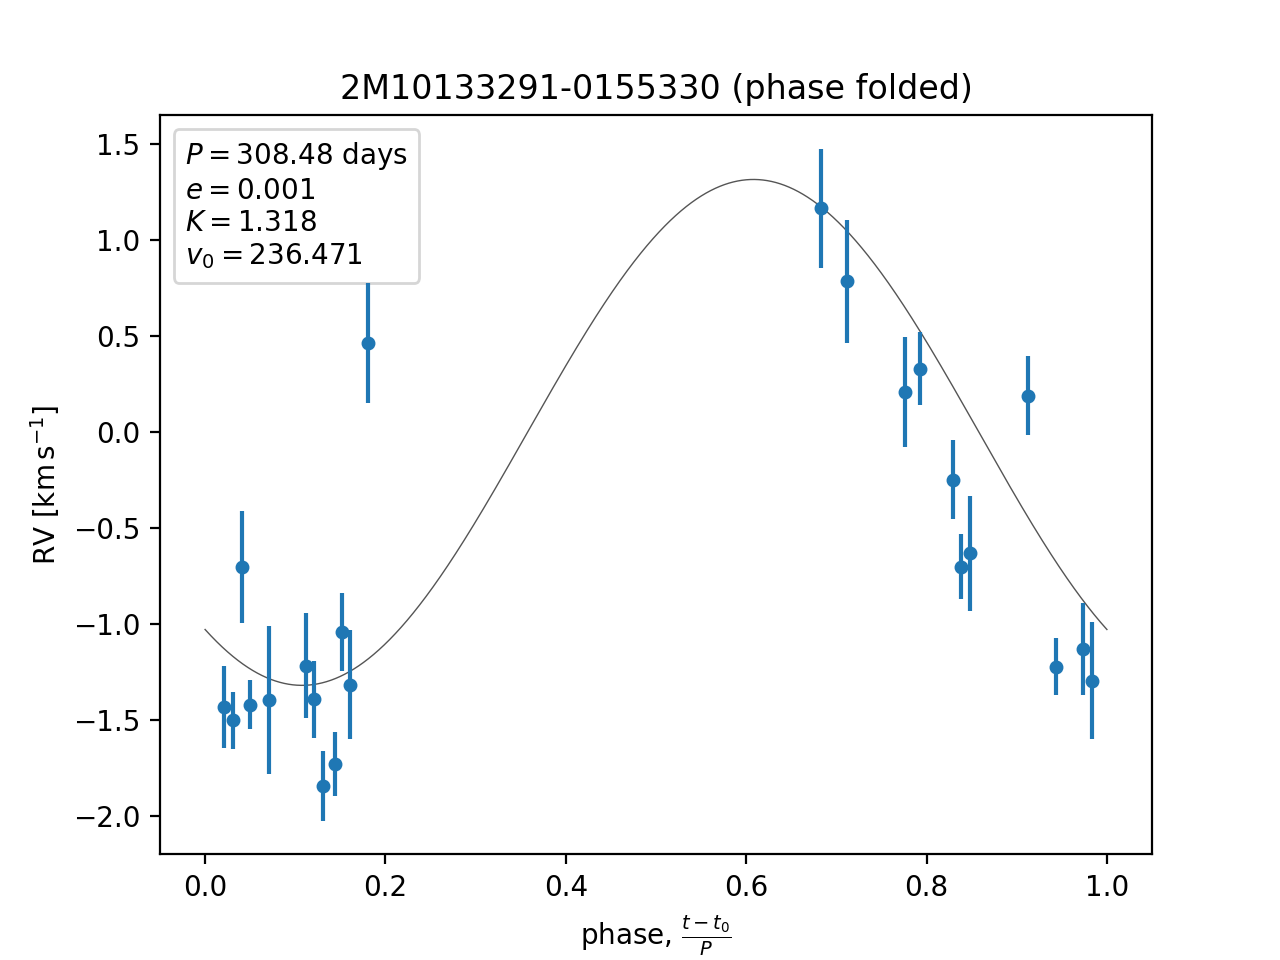 2M10133291-0155330 (phase folded)
P = 308.48 days
e = 0.001
K = 1.318
v₀ = 236.471
1.5
1.0
0.5
0.0
−0.5
−1.0
−1.5
−2.0
RV [km s⁻¹]
0.0 0.2 0.4 0.6 0.8 1.0
phase, (t − t₀)/P